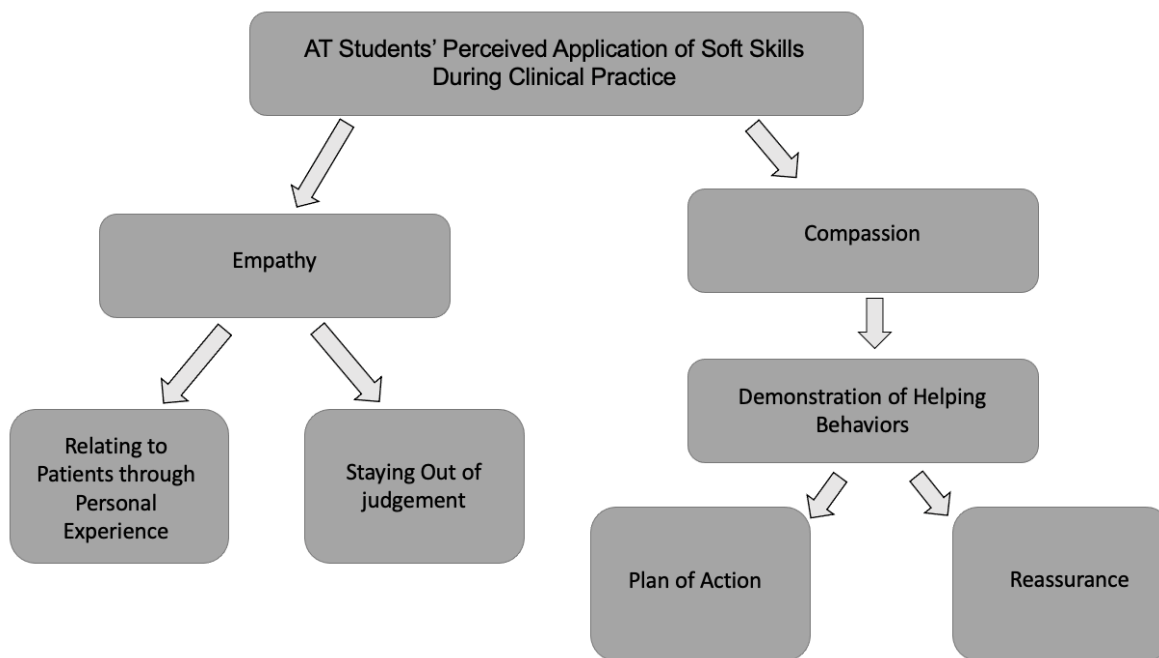 AT Students’ Perceived Application of Soft Skills
During Clinical Practice
Empathy
Compassion
Demonstration of Helping
Behaviors
Relating to
Patients through
Personal
Experience
Staying Out of
judgement
Plan of Action
Reassurance